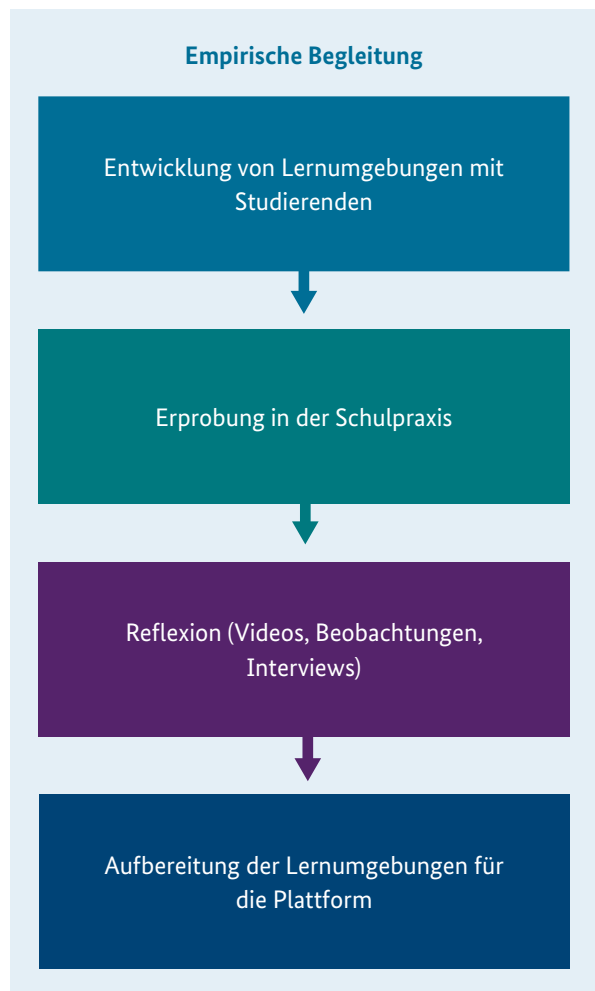 Empirische Begleitung
Entwicklung von Lernumgebungen mit
Studierenden
Erprobung in der Schulpraxis
Reflexion (Videos, Beobachtungen,
Interviews)
Aufbereitung der Lernumgebungen für
die Plattform